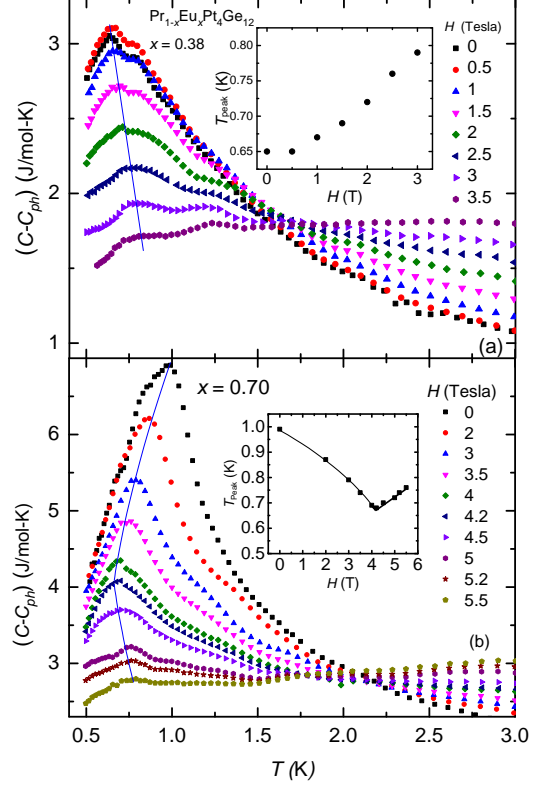 Pr1-xEuxPt4Ge12
x = 0.38
H (Tesla)
0
0.5
1
1.5
2
2.5
3
3.5
0.80
0.75
0.70
0.65
Tpeak (K)
0 1 2 3
H (T)
3
2
1
(C-Cph) (J/mol-K)
(a)
x = 0.70
H (Tesla)
0
2
3
3.5
4
4.2
4.5
5
5.2
5.5
1.0
0.9
0.8
0.7
0.6
0.5
TPeak (K)
0 1 2 3 4 5 6
H (T)
6
5
4
3
(C-Cph) (J/mol-K)
(b)
0.5 1.0 1.5 2.0 2.5 3.0
T (K)